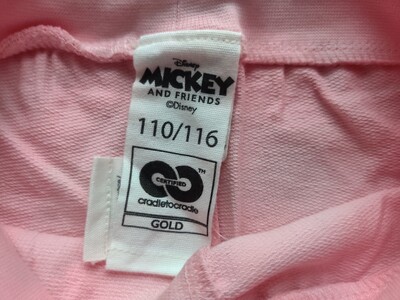 Disney
MICKEY
AND FRIENDS
©Disney
110/116
CERTIFIED
cradletocradle
TM
GOLD